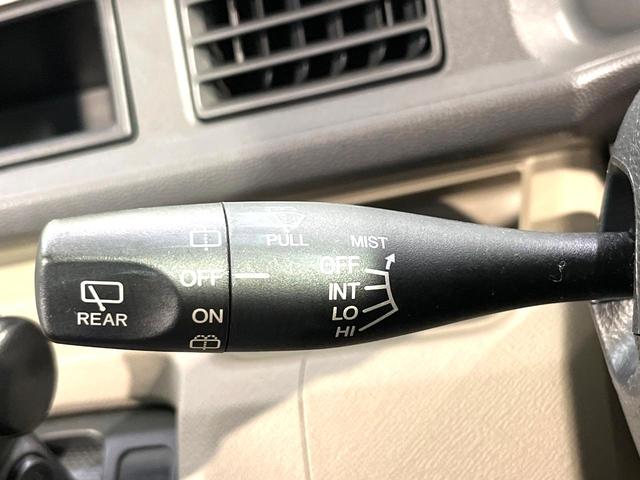 PULL
MIST
OFF
OFF
INT
REAR
ON
LO
HI